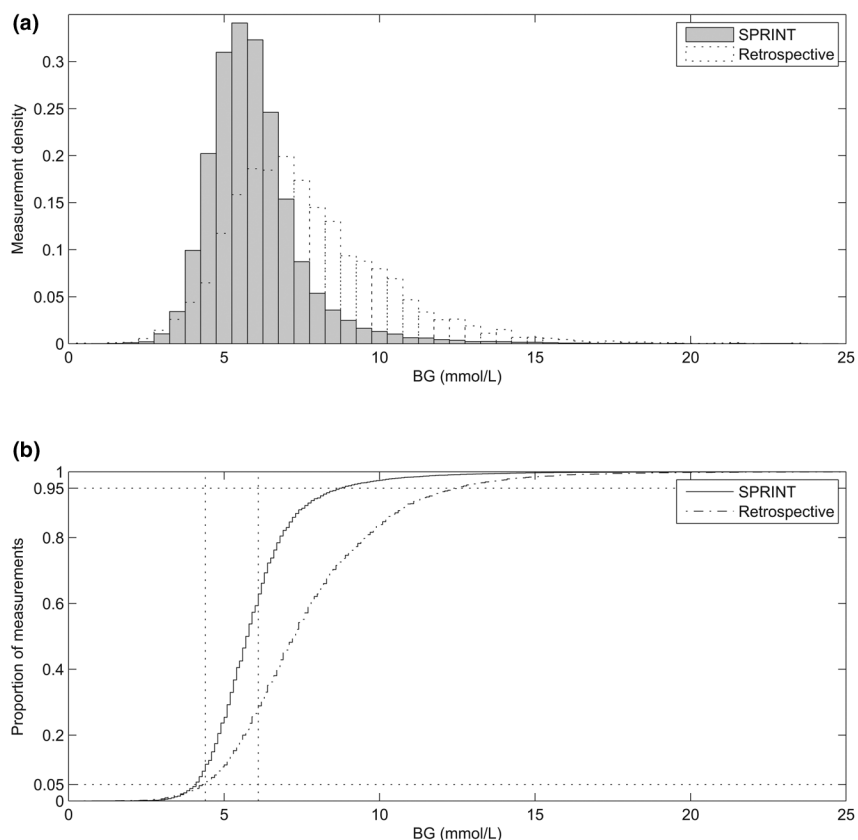 (a)
SPRINT
Retrospective
Measurement density
0.3
0.25
0.2
0.15
0.1
0.05
0
0 5 10 15 20 25
BG (mmol/L)
(b)
SPRINT
Retrospective
Proportion of measurements
1
0.95
0.8
0.6
0.4
0.2
0.05
0
0 5 10 15 20 25
BG (mmol/L)